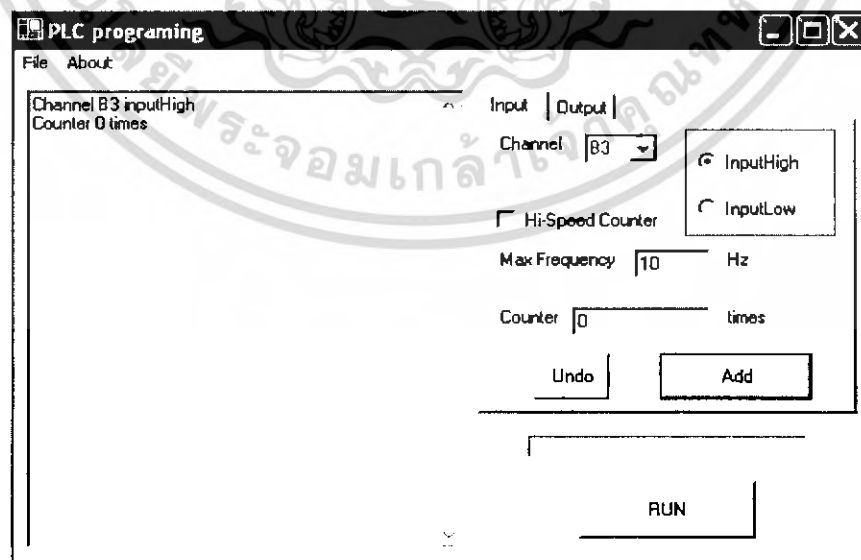 PLC programing
File About
Channel B3 inputHigh
Counter 0 times
Input Output
Channel B3
InputHigh
InputLow
Hi-Speed Counter
Max Frequency 10 Hz
Counter 0 times
Undo Add
RUN